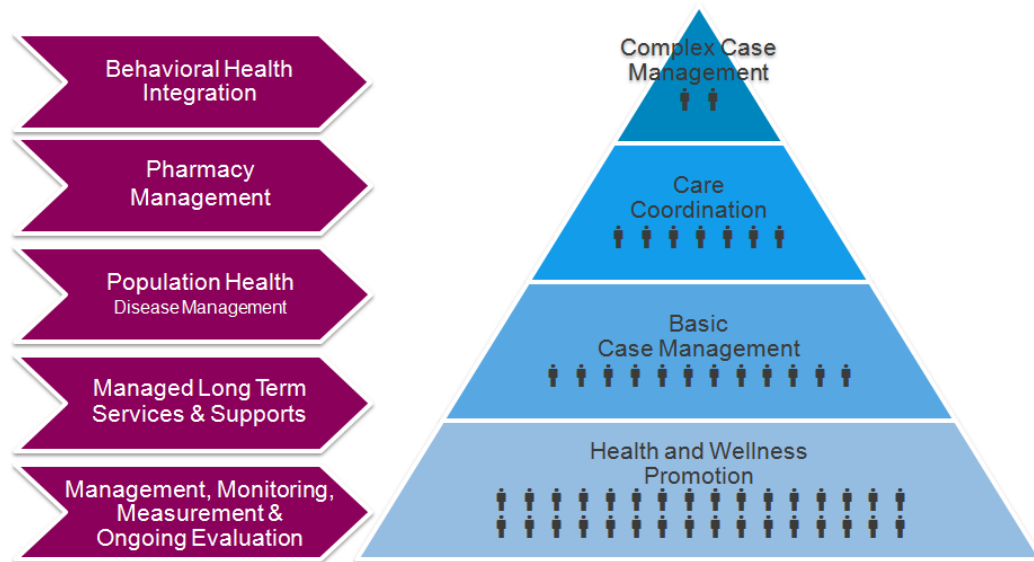 Behavioral Health
Integration
Pharmacy
Management
Population Health
Disease Management
Managed Long Term
Services & Supports
Management, Monitoring,
Measurement &
Ongoing Evaluation
Complex Case
Management
Care
Coordination
Basic
Case Management
Health and Wellness
Promotion